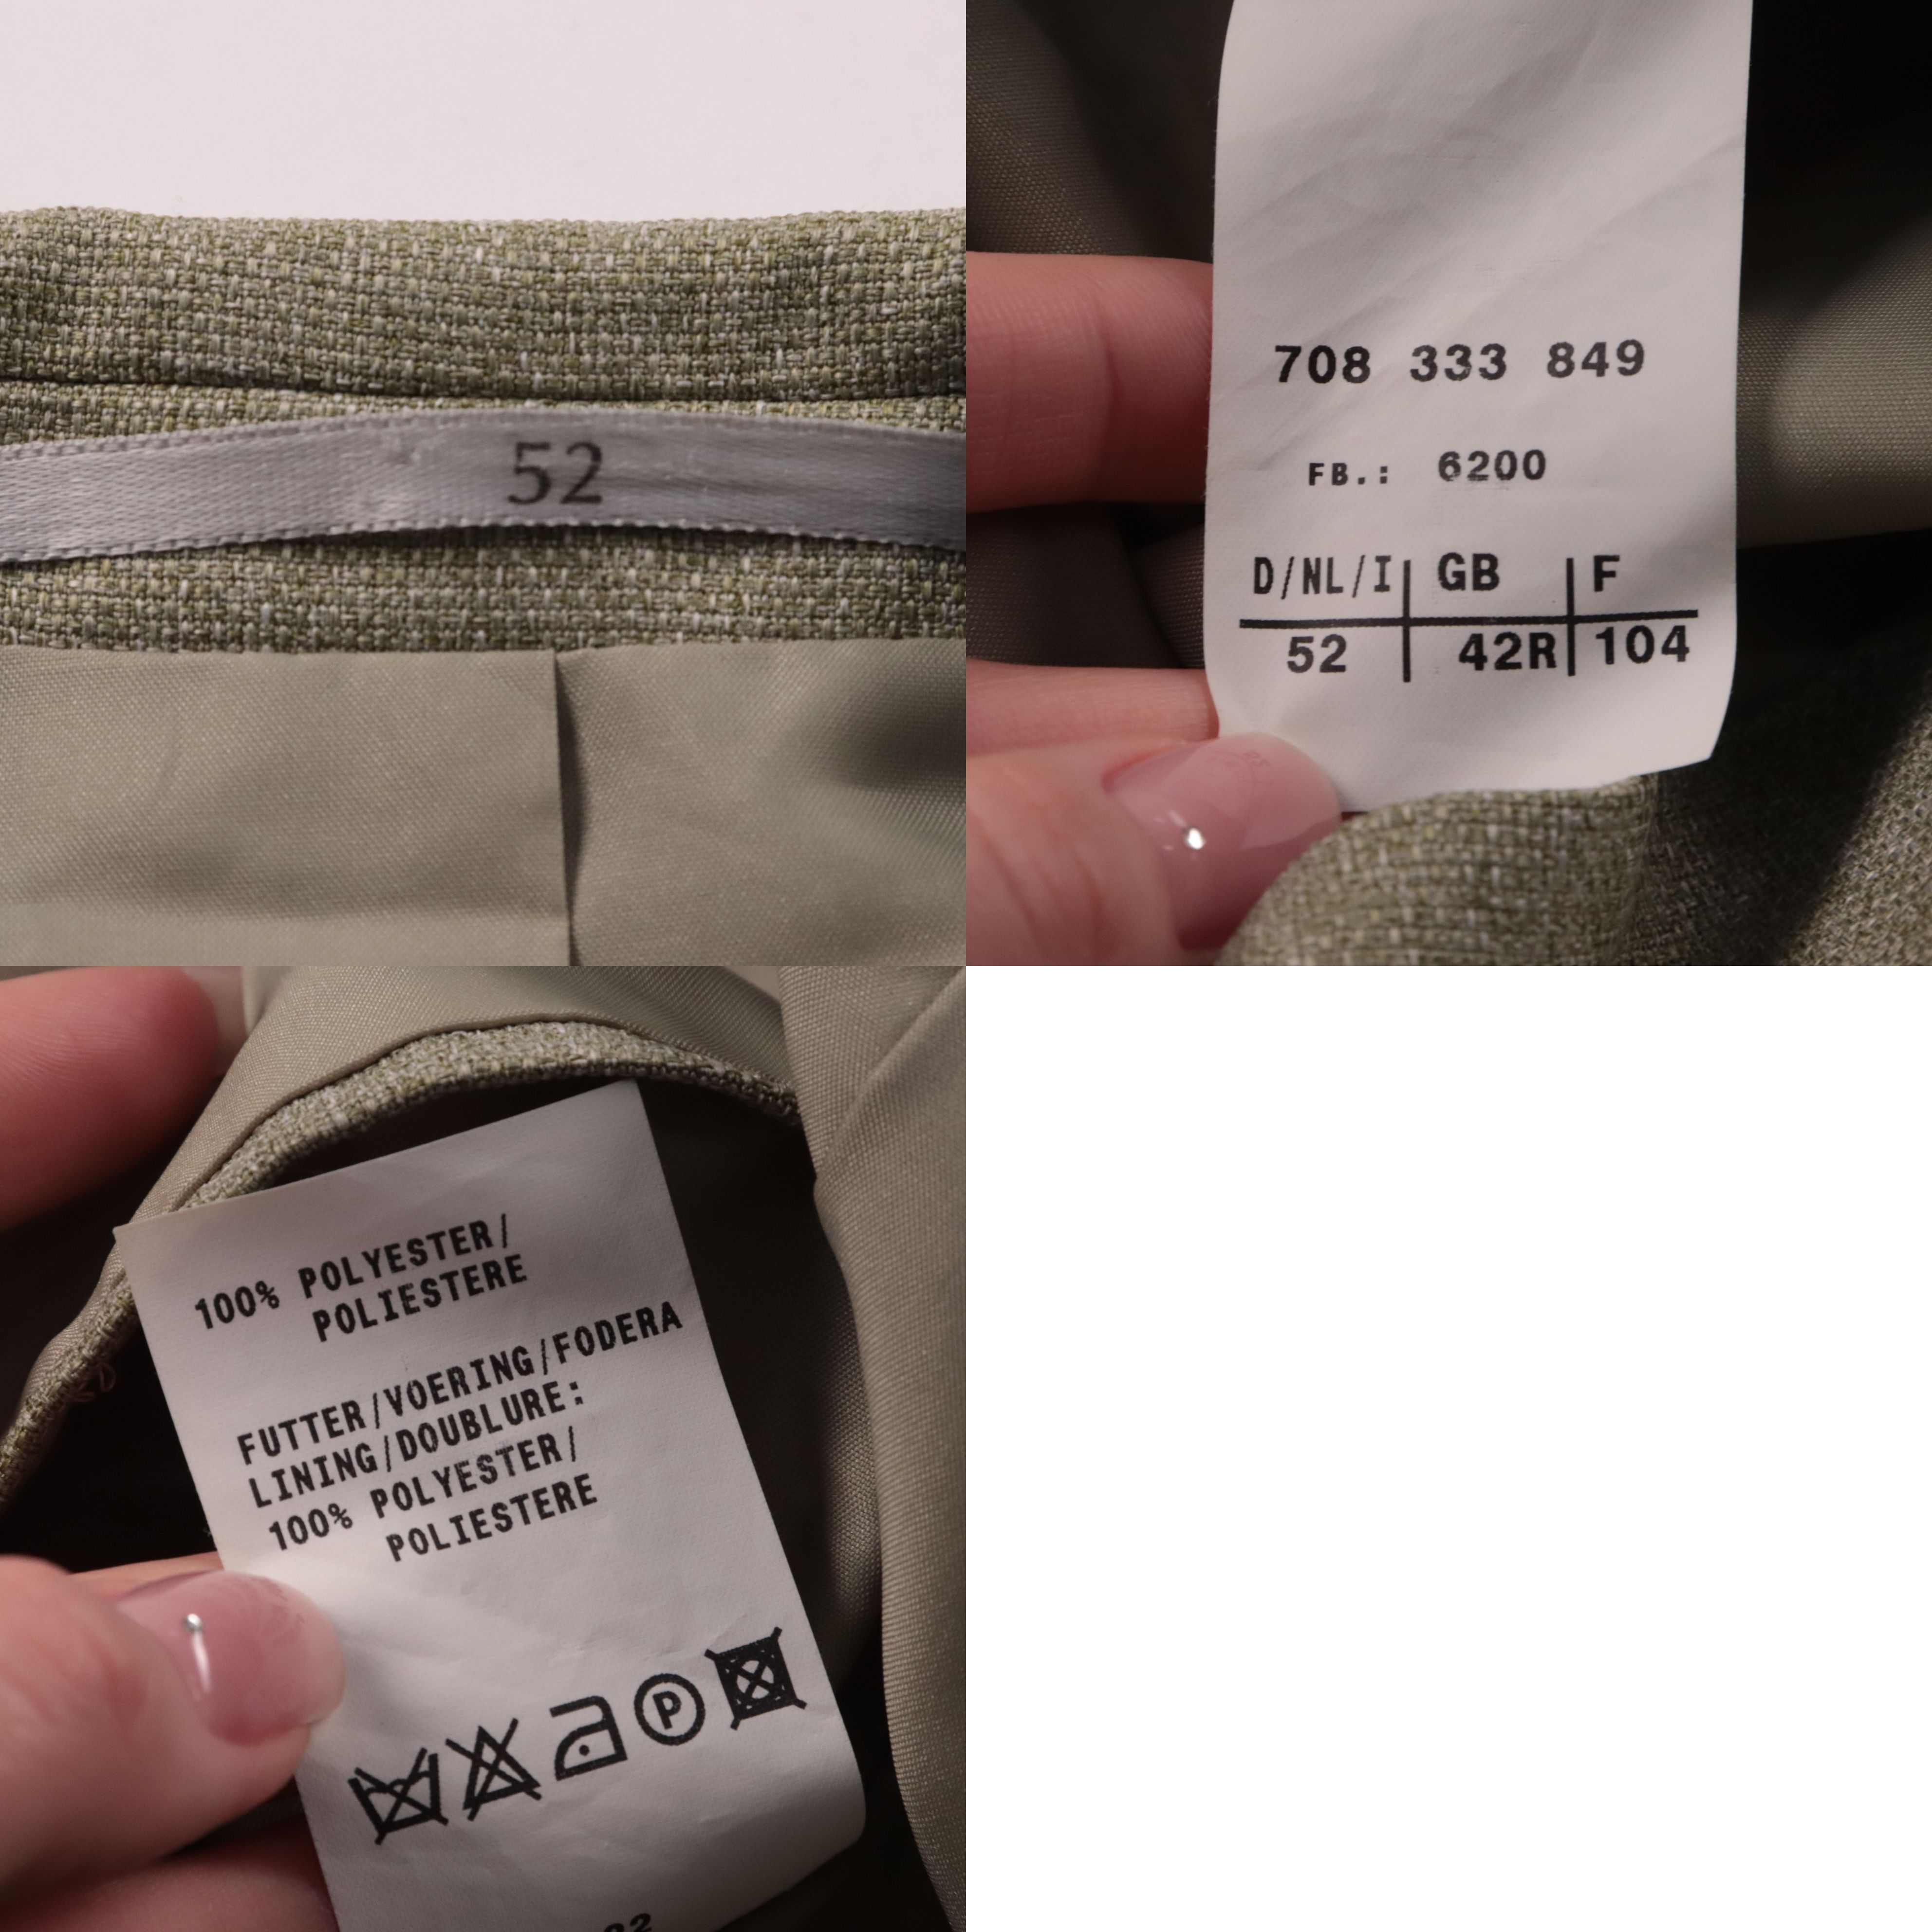 52
708 333 849
FB.: 6200
D/NL/I GB F
52 42R 104
100% POLYESTER/
POLIESTERE
FUTTER/VOERING/FODERA
LINING/DOUBLURE:
100% POLYESTER/
POLIESTERE
P